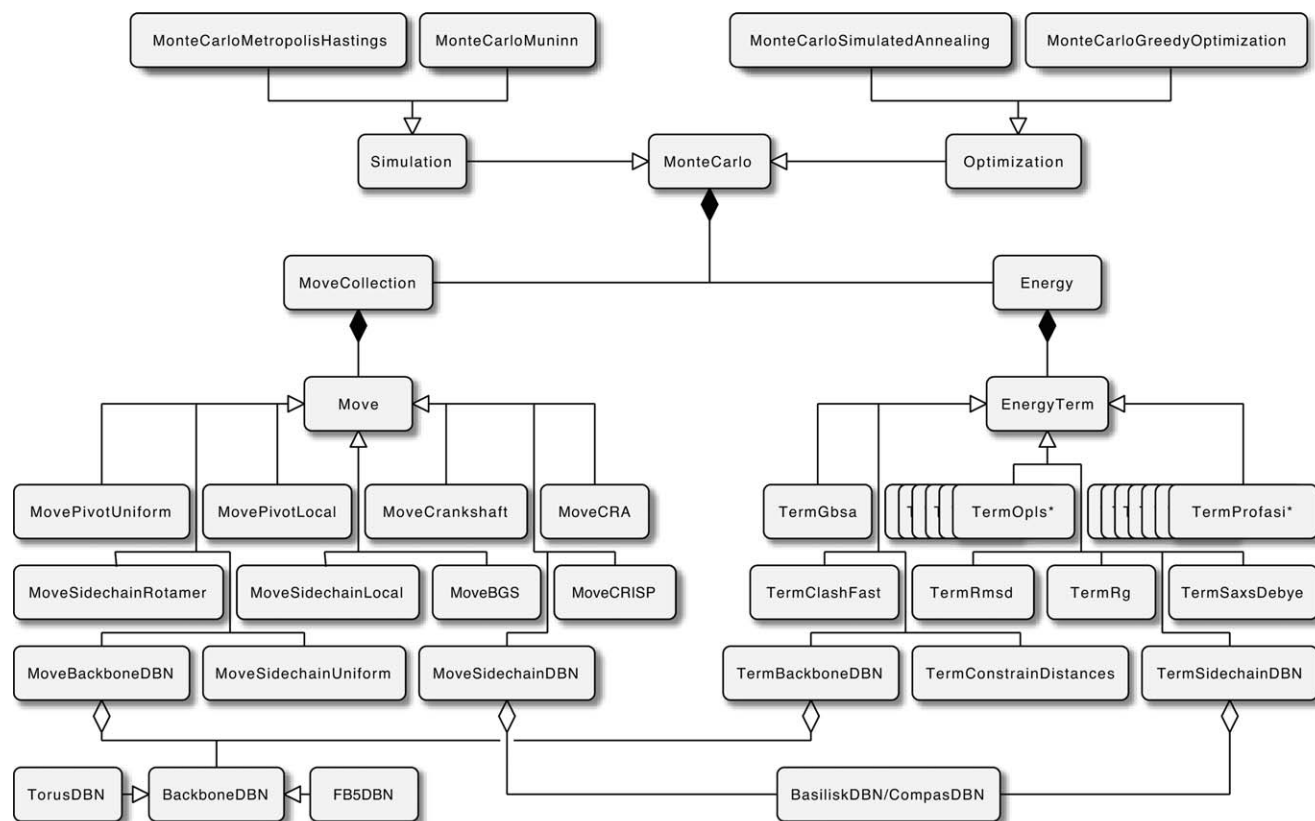 MonteCarloMetropolisHastings
MonteCarloMuninn
MonteCarloSimulatedAnnealing
MonteCarloGreedyOptimization
Simulation
MonteCarlo
Optimization
MoveCollection
Energy
Move
EnergyTerm
MovePivotUniform
MovePivotLocal
MoveCrankshaft
MoveCRA
TermGbsa
TermOpls*
TermProfasi*
MoveSidechainRotamer
MoveSidechainLocal
MoveBGS
MoveCRISP
TermClashFast
TermRmsd
TermRg
TermSaxsDebye
MoveBackboneDBN
MoveSidechainUniform
MoveSidechainDBN
TermBackboneDBN
TermConstrainDistances
TermSidechainDBN
TorusDBN
BackboneDBN
FB5DBN
BasiliskDBN/CompasDBN